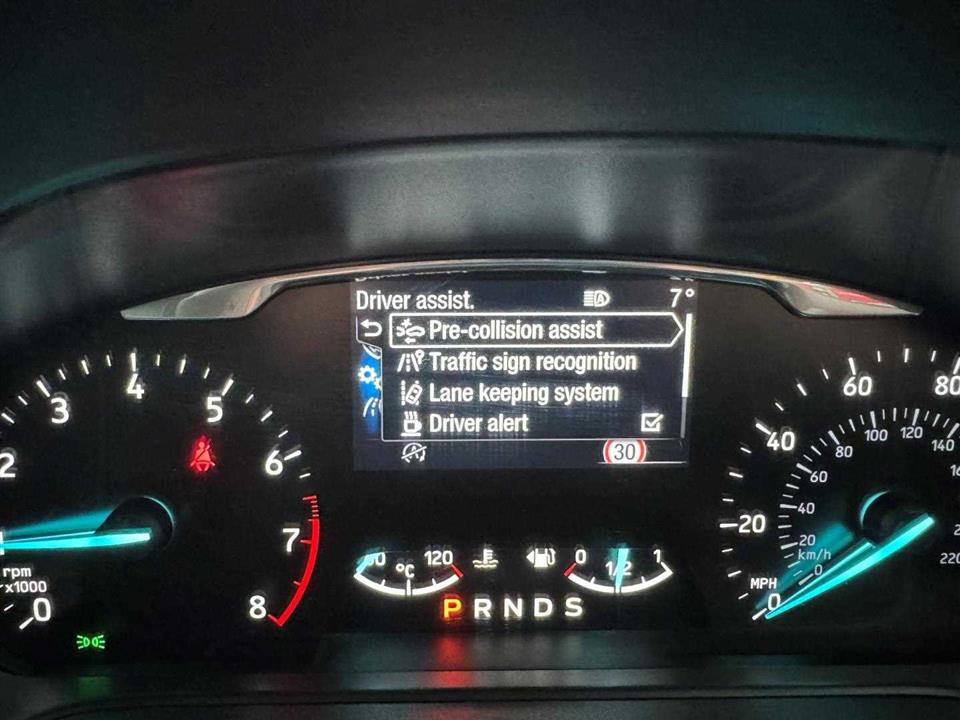 Driver assist. 7°
Pre-collision assist
Traffic sign recognition
Lane keeping system
Driver alert
30
2 3 4 5 6 7 8
rpm
x1000
0
120
°C
0 1/2 1
P R N D S
0 20 40 60 80
MPH
km/h
0 20 40 60 80 100 120 140
220